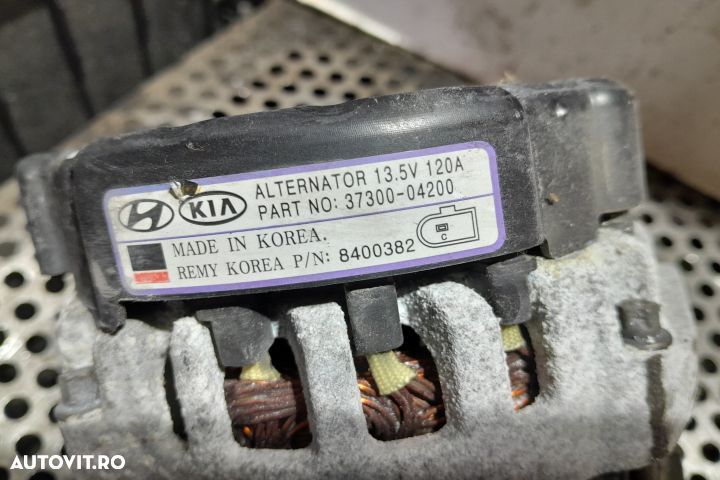 ALTERNATOR 13.5V 120A
KIA PART NO: 37300-04200
MADE IN KOREA.
C
REMY KOREA P/N: 8400382
AUTOVIT.RO